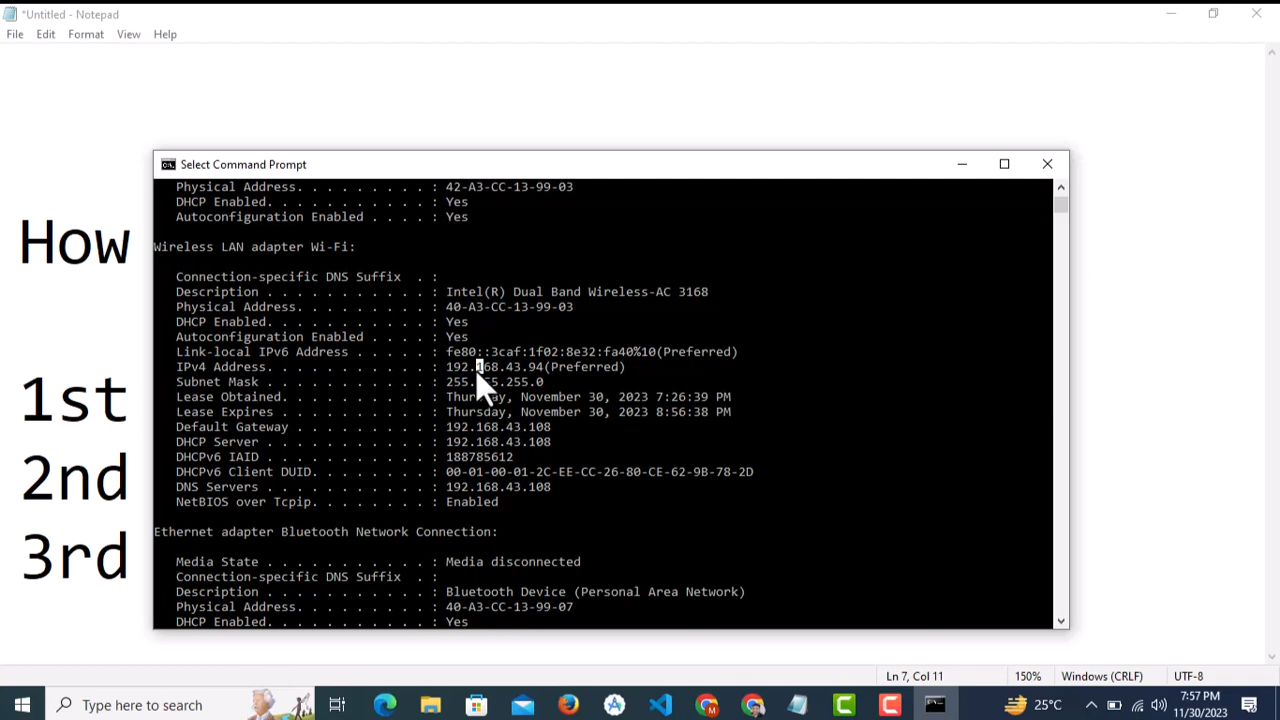 *Untitled - Notepad
File Edit Format View Help
How
1st
2nd
3rd
Select Command Prompt
Physical Address. . . . . . . . . : 42-A3-CC-13-99-03
DHCP Enabled. . . . . . . . . . . : Yes
Autoconfiguration Enabled . . . . : Yes
Wireless LAN adapter Wi-Fi:
Connection-specific DNS Suffix . :
Description . . . . . . . . . . . : Intel(R) Dual Band Wireless-AC 3168
Physical Address. . . . . . . . . : 40-A3-CC-13-99-03
DHCP Enabled. . . . . . . . . . . : Yes
Autoconfiguration Enabled . . . . : Yes
Link-local IPv6 Address . . . . . : fe80::3caf:1f02:8e32:fa40%10(Preferred)
IPv4 Address. . . . . . . . . . . : 192.168.43.94(Preferred)
Subnet Mask . . . . . . . . . . . :
Lease Obtained. . . . . . . . . . : Thursday, November 30, 2023 7:26:39 PM
Lease Expires . . . . . . . . . . : Thursday, November 30, 2023 8:56:38 PM
Default Gateway . . . . . . . . . : 192.168.43.108
DHCP Server . . . . . . . . . . . : 192.168.43.108
DHCPv6 IAID . . . . . . . . . . . : 188785612
DHCPv6 Client DUID. . . . . . . . : 00-01-00-01-2C-EE-CC-26-80-CE-62-9B-78-2D
DNS Servers . . . . . . . . . . . : 192.168.43.108
NetBIOS over Tcpip. . . . . . . . : Enabled
Ethernet adapter Bluetooth Network Connection:
Media State . . . . . . . . . . . : Media disconnected
Connection-specific DNS Suffix . :
Description . . . . . . . . . . . : Bluetooth Device (Personal Area Network)
Physical Address. . . . . . . . . : 40-A3-CC-13-99-07
DHCP Enabled. . . . . . . . . . . : Yes
Ln 7, Col 11 150% Windows (CRLF) UTF-8
Type here to search
25°C
7:57 PM
11/30/2023